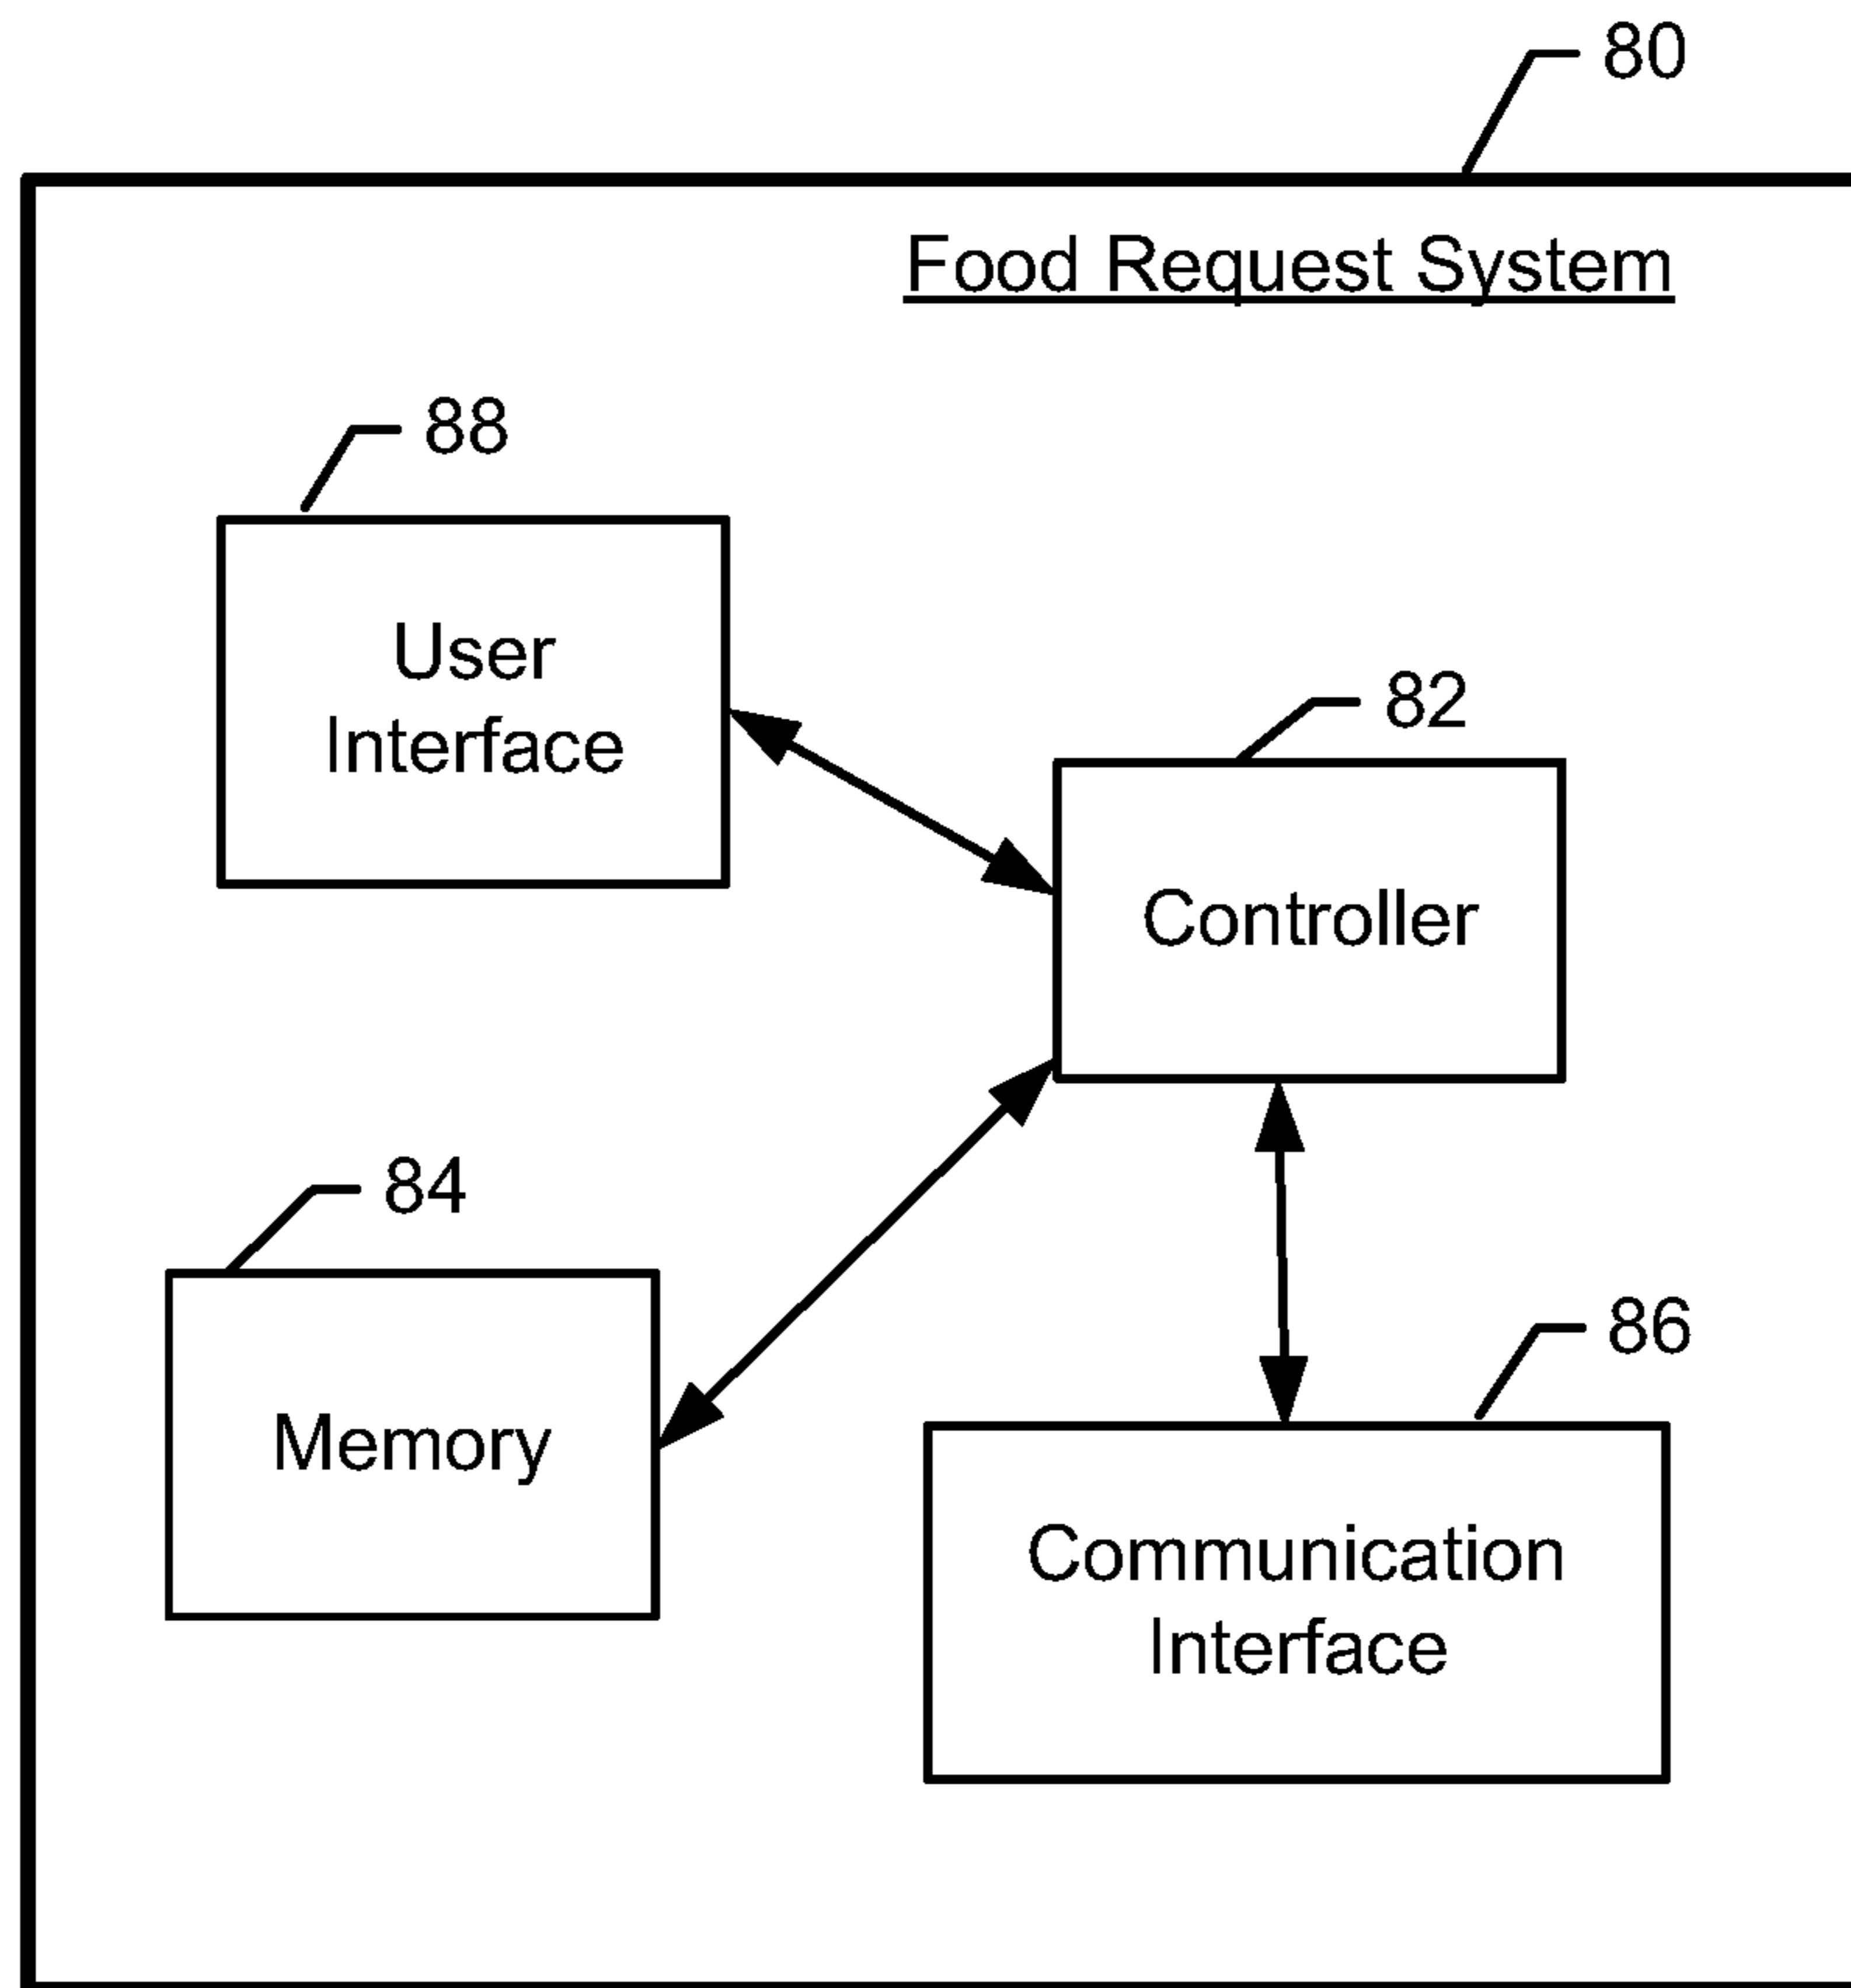 80
Food Request System
88
User
Interface
82
Controller
84
Memory
86
Communication
Interface